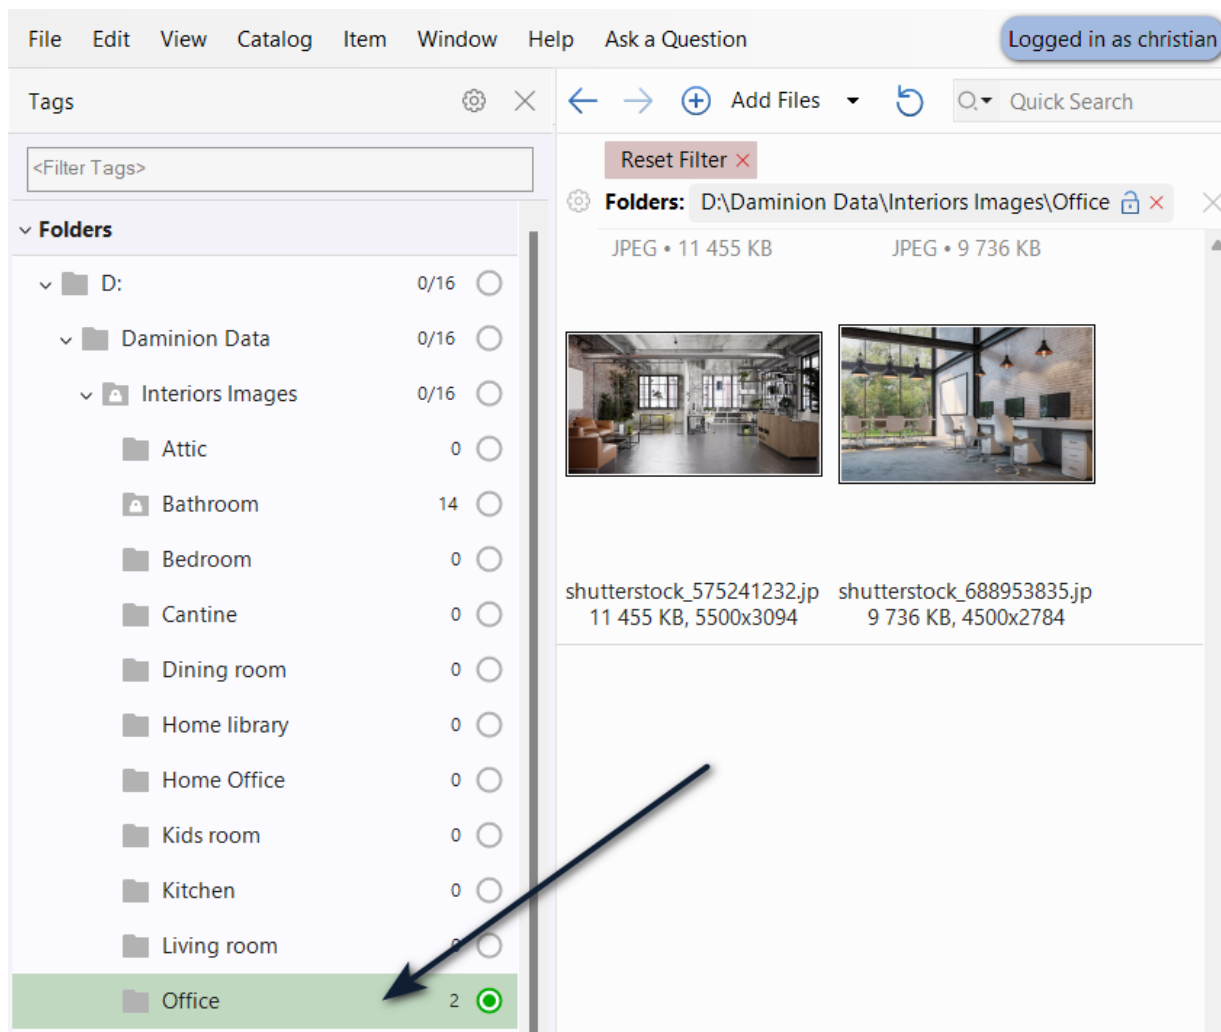 File Edit View Catalog Item Window Help Ask a Question Logged in as christian
Tags
Add Files
Quick Search
<Filter Tags>
Reset Filter
Folders: D:\Daminion Data\Interiors Images\Office
JPEG • 11 455 KB JPEG • 9 736 KB
Folders
D: 0/16
Daminion Data 0/16
Interiors Images 0/16
Attic 0
Bathroom 14
Bedroom 0
Cantine 0
Dining room 0
Home library 0
Home Office 0
Kids room 0
Kitchen 0
Living room
Office 2
shutterstock_575241232.jp shutterstock_688953835.jp
11 455 KB, 5500x3094 9 736 KB, 4500x2784